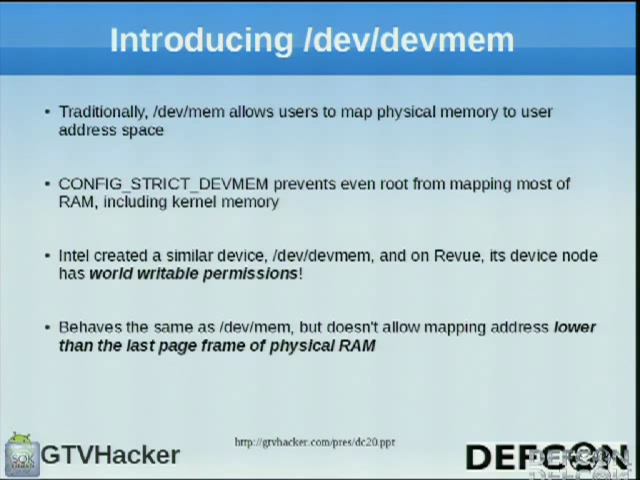 Introducing /dev/devmem
• Traditionally, /dev/mem allows users to map physical memory to user
address space
• CONFIG_STRICT_DEVMEM prevents even root from mapping most of
RAM, including kernel memory
• Intel created a similar device, /dev/devmem, and on Revue, its device node
has world writable permissions!
• Behaves the same as /dev/mem, but doesn't allow mapping address lower
than the last page frame of physical RAM
http://gtvhacker.com/pres/dc20.ppt
GTVHacker
DEFCON
DEFCON